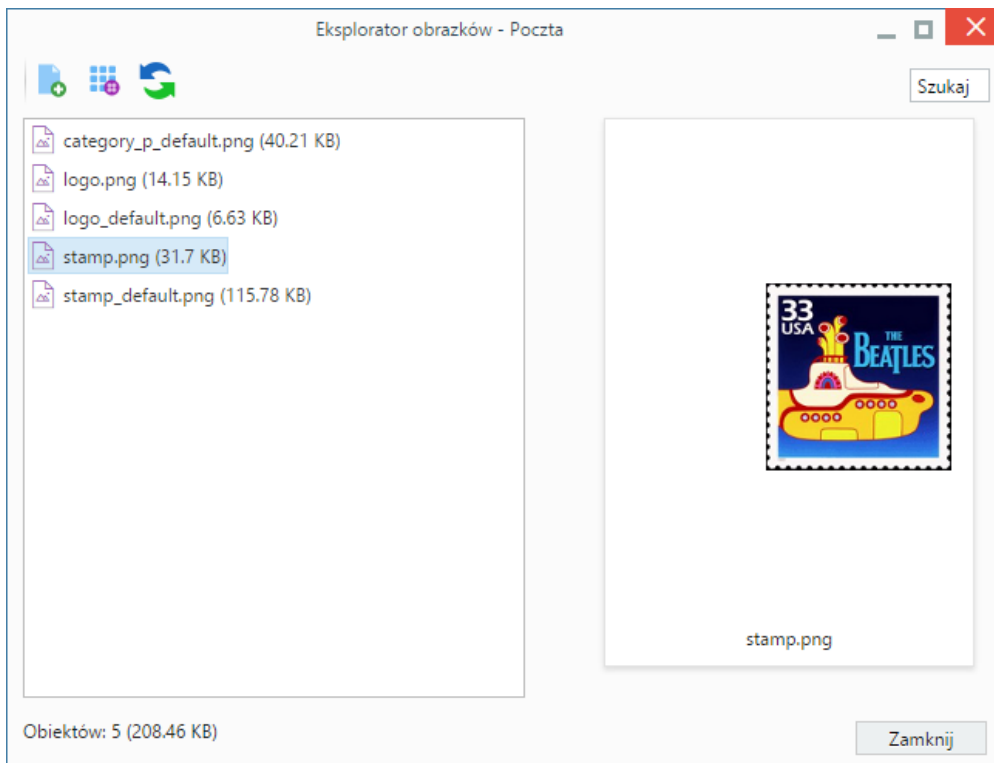 Eksplorator obrazków - Poczta
Szukaj
category_p_default.png (40.21 KB)
logo.png (14.15 KB)
logo_default.png (6.63 KB)
stamp.png (31.7 KB)
stamp_default.png (115.78 KB)
33
USA
THE
BEATLES
stamp.png
Obiektów: 5 (208.46 KB)
Zamknij